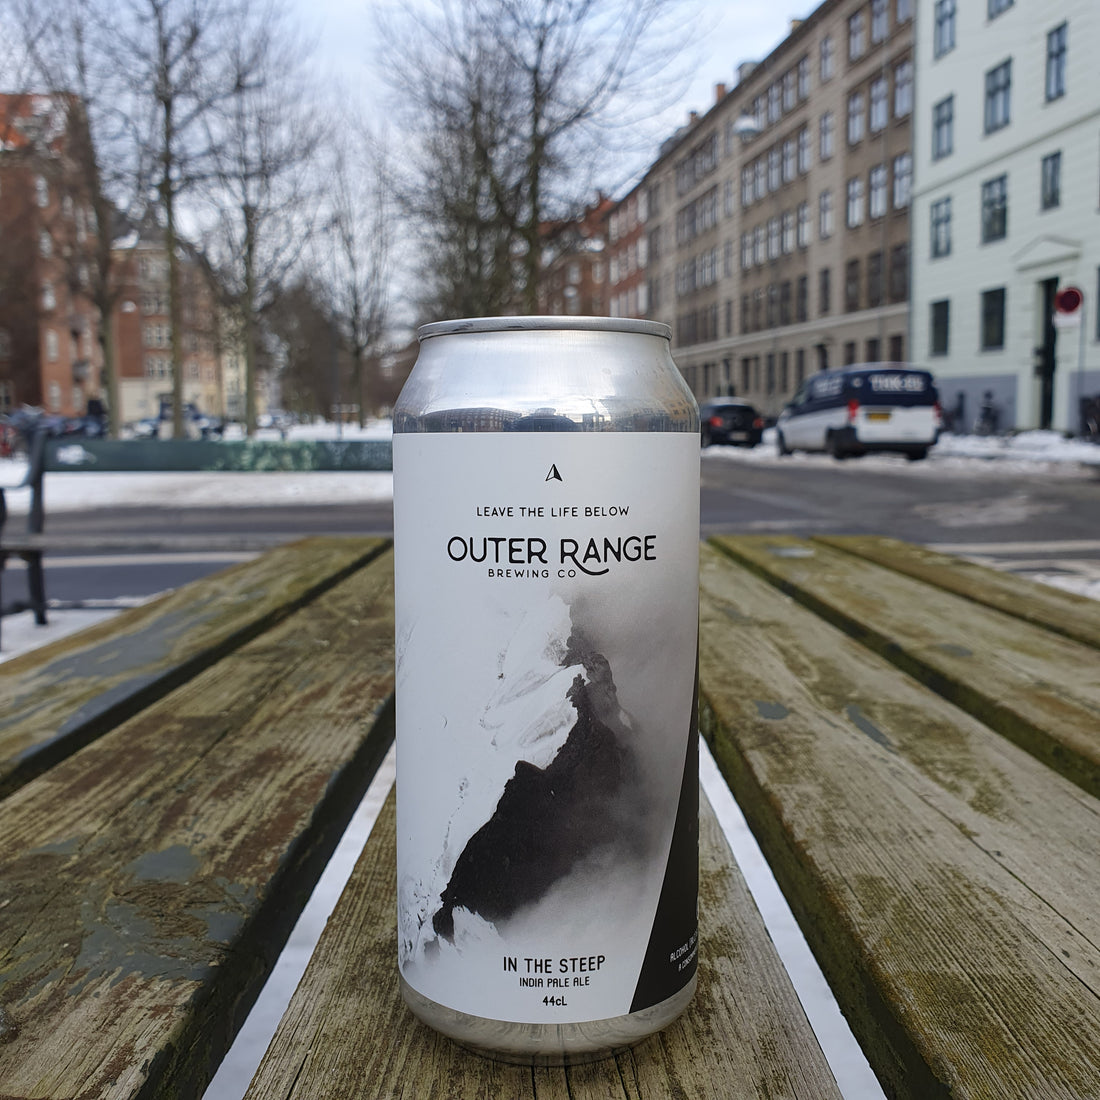 LEAVE THE LIFE BELOW
OUTER RANGE
BREWING CO
IN THE STEEP
INDIA PALE ALE
44cL